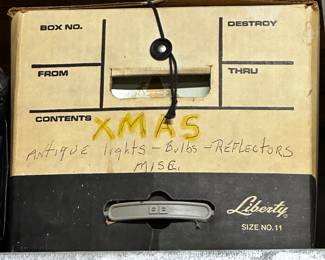 BOX NO. DESTROY
FROM THRU
CONTENTS XMAS
ANTIQUE lights - Bulbs - REFLECTORS
MISC.
Liberty
SIZE NO. 11